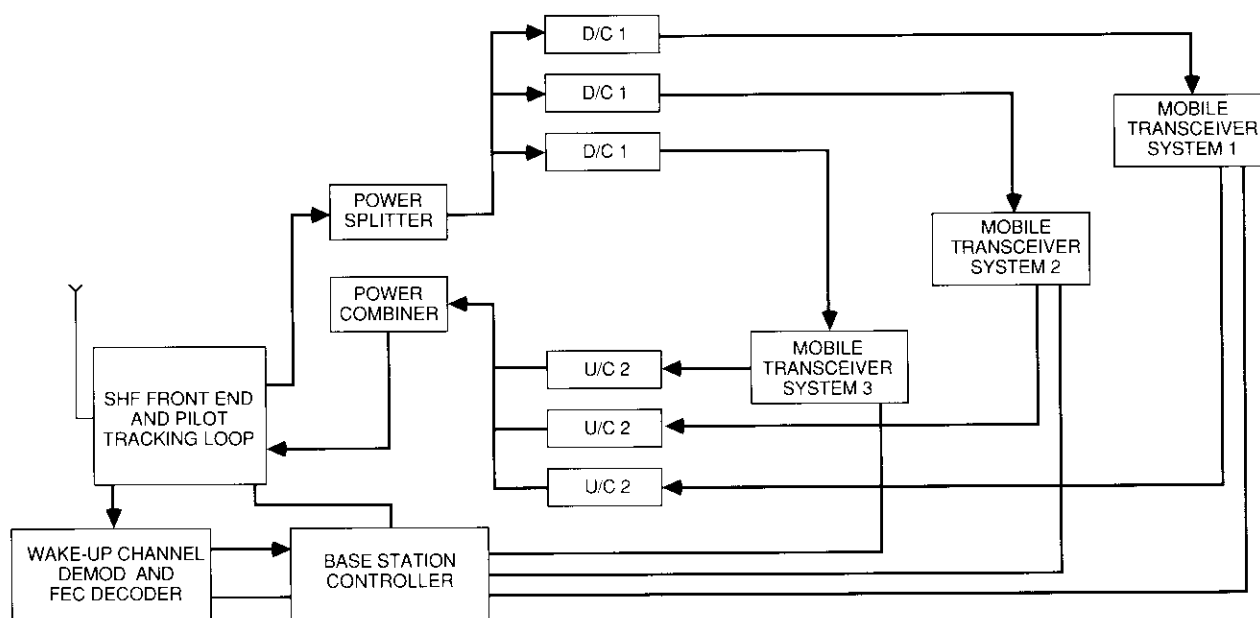 D/C 1
D/C 1
D/C 1
MOBILE
TRANSCEIVER
SYSTEM 1
POWER
SPLITTER
MOBILE
TRANSCEIVER
SYSTEM 2
POWER
COMBINER
MOBILE
TRANSCEIVER
SYSTEM 3
U/C 2
U/C 2
U/C 2
SHF FRONT END
AND PILOT
TRACKING LOOP
WAKE-UP CHANNEL
DEMOD AND
FEC DECODER
BASE STATION
CONTROLLER